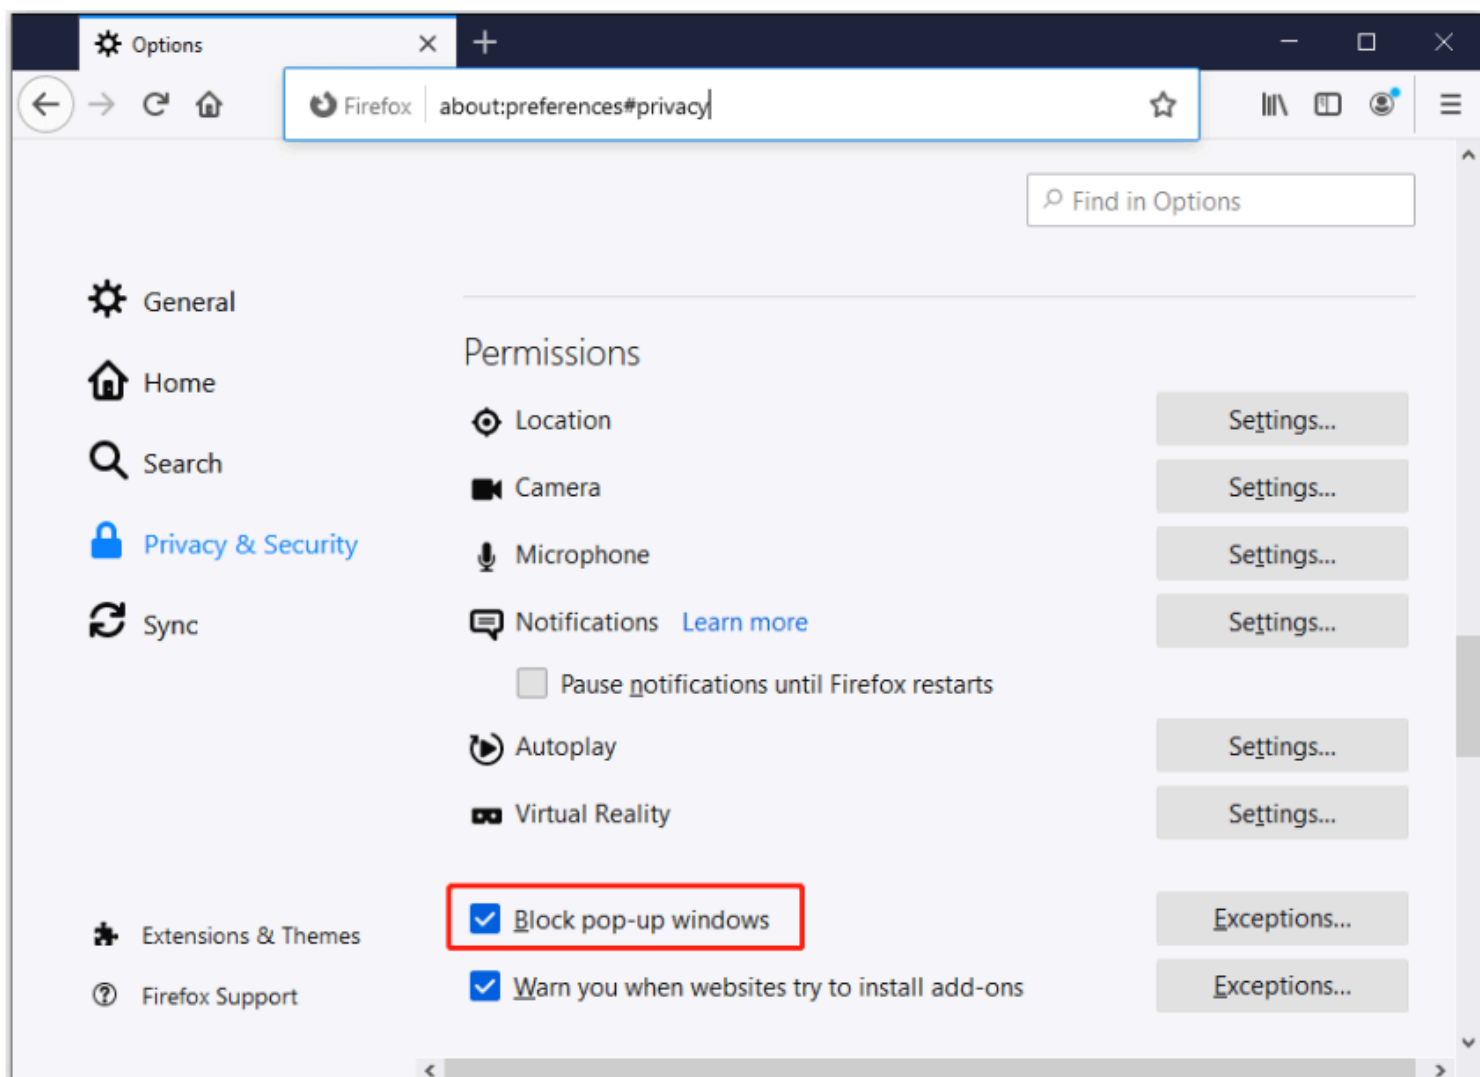 Options
Firefox about:preferences#privacy
Find in Options
General
Home
Search
Privacy & Security
Sync
Extensions & Themes
Firefox Support
Permissions
Location Settings...
Camera Settings...
Microphone Settings...
Notifications Learn more Settings...
Pause notifications until Firefox restarts
Autoplay Settings...
Virtual Reality Settings...
Block pop-up windows Exceptions...
Warn you when websites try to install add-ons Exceptions...